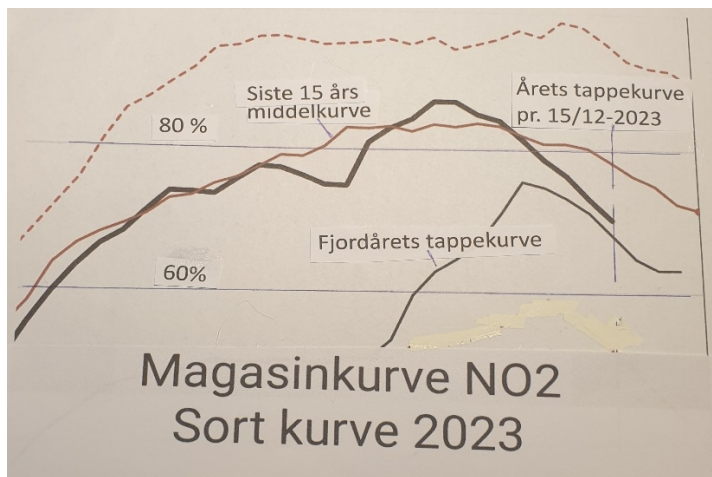 Siste 15 års
middelkurve
Årets tappekurve
pr. 15/12-2023
80 %
Fjordårets tappekurve
60%
Magasinkurve NO2
Sort kurve 2023